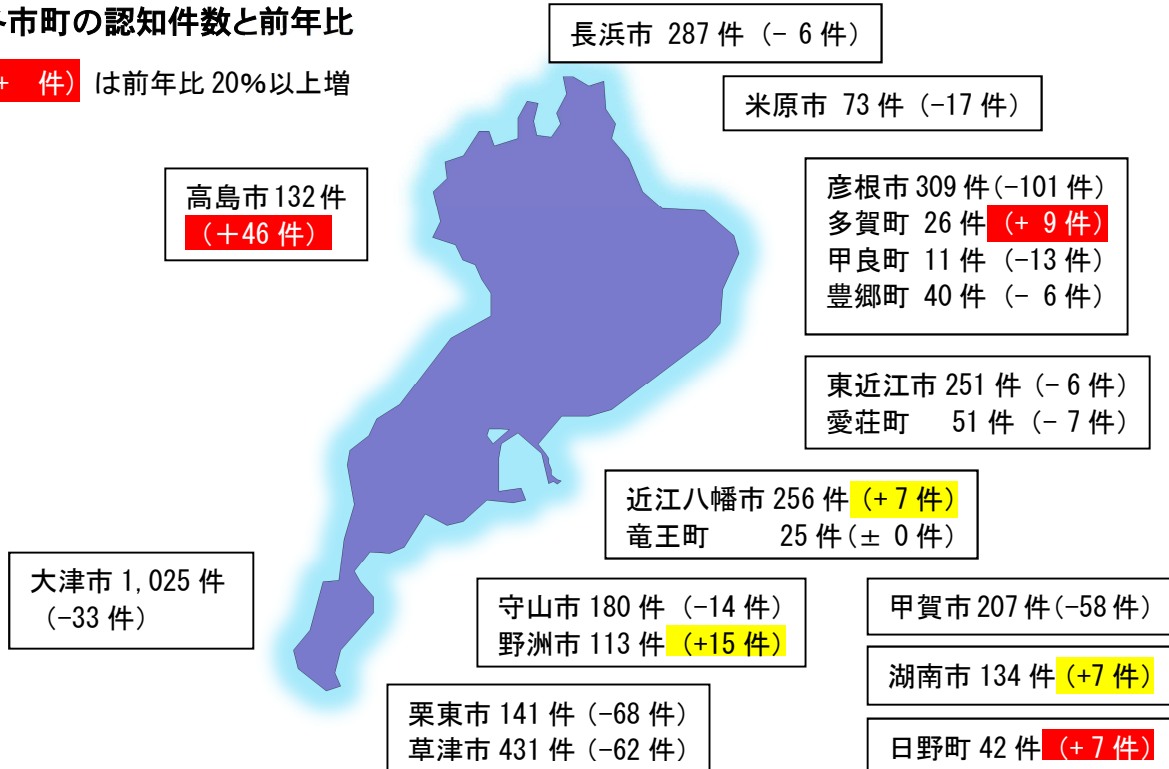 市町の認知件数と前年比
件) は前年比 20%以上増
長浜市 287 件 (- 6 件)
米原市 73 件 (-17 件)
高島市 132 件
(+46 件)
彦根市 309 件(-101 件)
多賀町 26 件 (+ 9 件)
甲良町 11 件 (-13 件)
豊郷町 40 件 (- 6 件)
東近江市 251 件 (- 6 件)
愛荘町 51 件 (- 7 件)
近江八幡市 256 件 (+ 7 件)
竜王町 25 件(± 0 件)
大津市 1,025 件
(-33 件)
守山市 180 件 (-14 件)
野洲市 113 件 (+15 件)
甲賀市 207 件(-58 件)
湖南市 134 件 (+7 件)
栗東市 141 件 (-68 件)
草津市 431 件 (-62 件)
日野町 42 件 (+ 7 件)